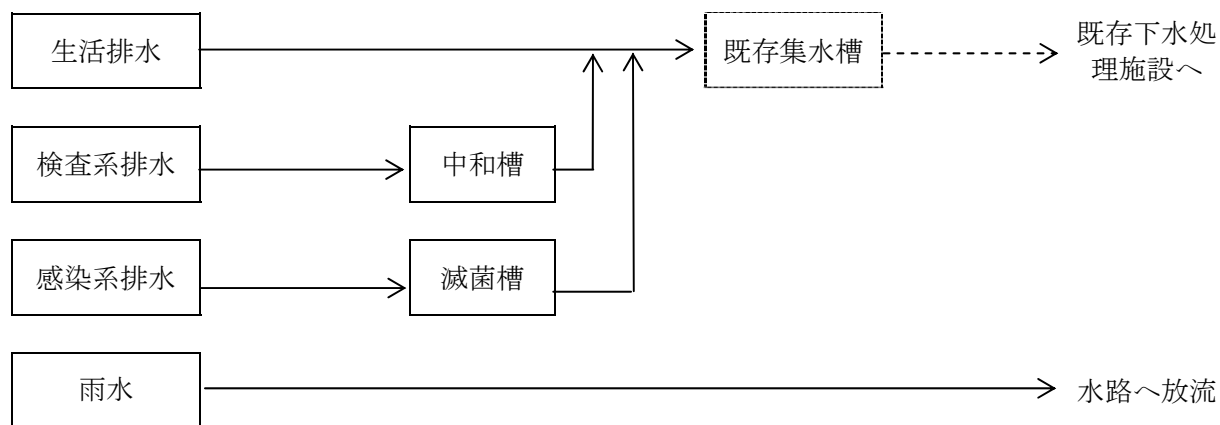 生活排水
既存集水槽
既存下水処
理施設へ
検査系排水
中和槽
感染系排水
滅菌槽
雨水
水路へ放流